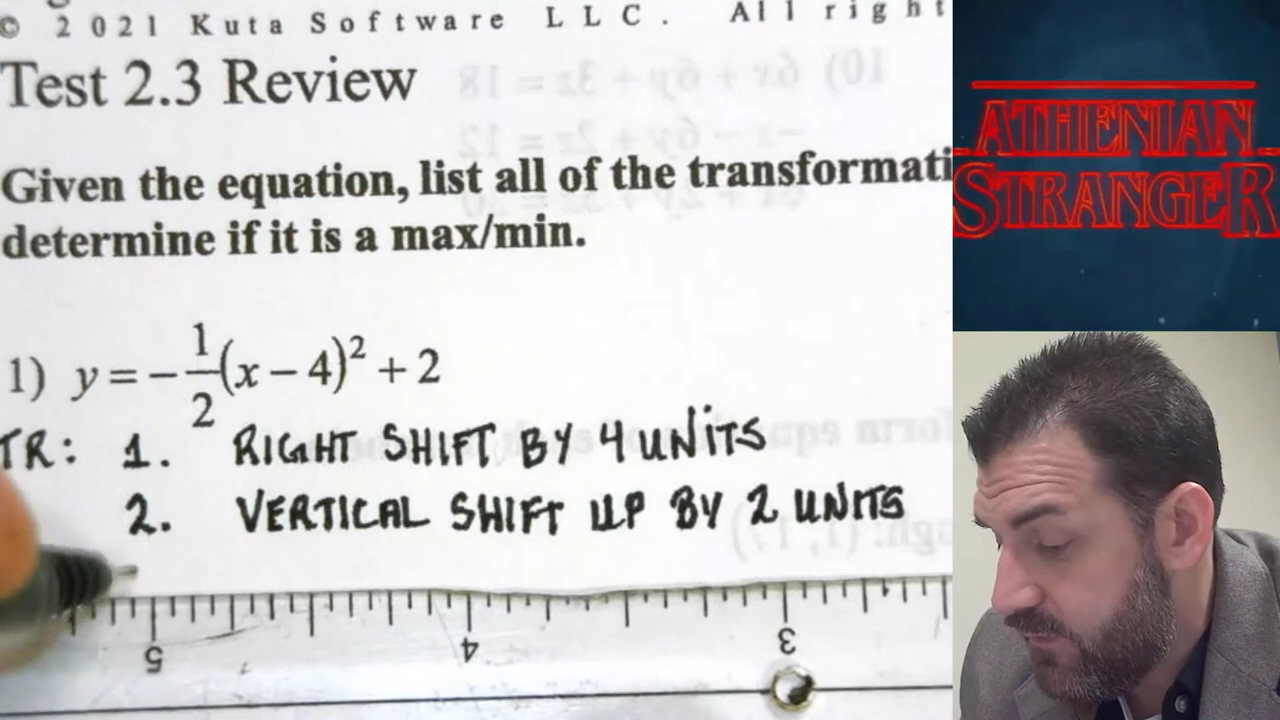 © 2021 Kuta Software LLC. All right
Test 2.3 Review
Given the equation, list all of the transformati
determine if it is a max/min.
1) y = -1/2(x - 4)² + 2
TR: 1. RIGHT SHIFT BY 4 UNITS
2. VERTICAL SHIFT UP BY 2 UNITS
5 4 3
ATHENIAN
STRANGER